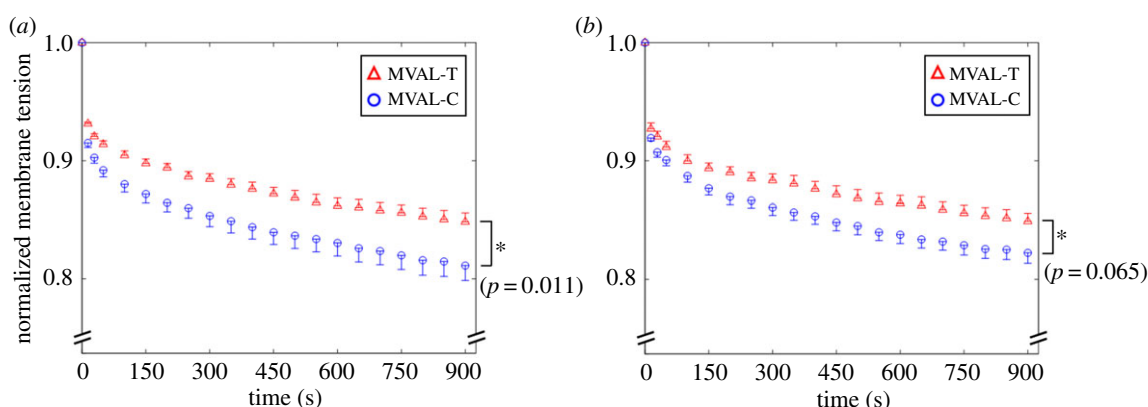 (a)
normalized membrane tension
1.0
0.9
0.8
MVAL-T
MVAL-C
*
(p = 0.011)
0 150 300 450 600 750 900
time (s)
(b)
1.0
0.9
0.8
MVAL-T
MVAL-C
*
(p = 0.065)
0 150 300 450 600 750 900
time (s)